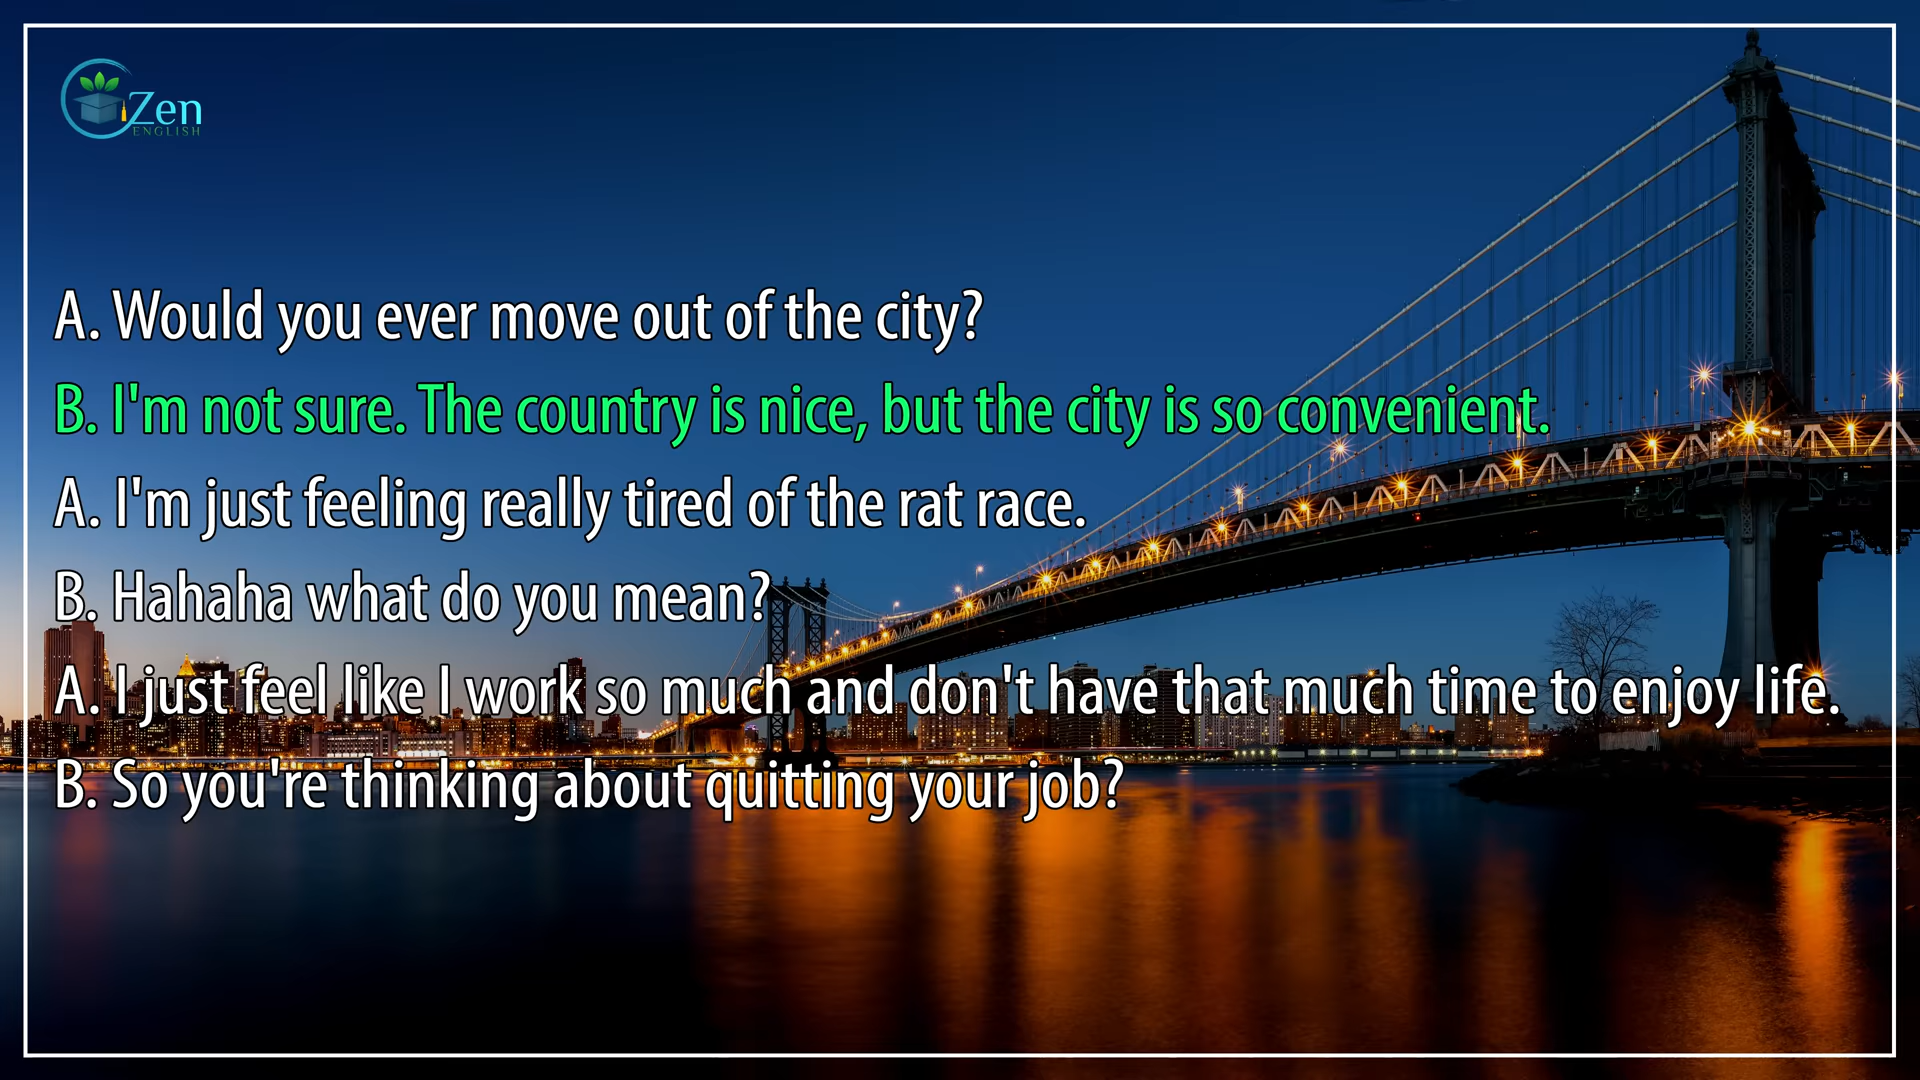 Zen
ENGLISH
A. Would you ever move out of the city?
B. I'm not sure. The country is nice, but the city is so convenient.
A. I'm just feeling really tired of the rat race.
B. Hahaha what do you mean?
A. I just feel like I work so much and don't have that much time to enjoy life.
B. So you're thinking about quitting your job?